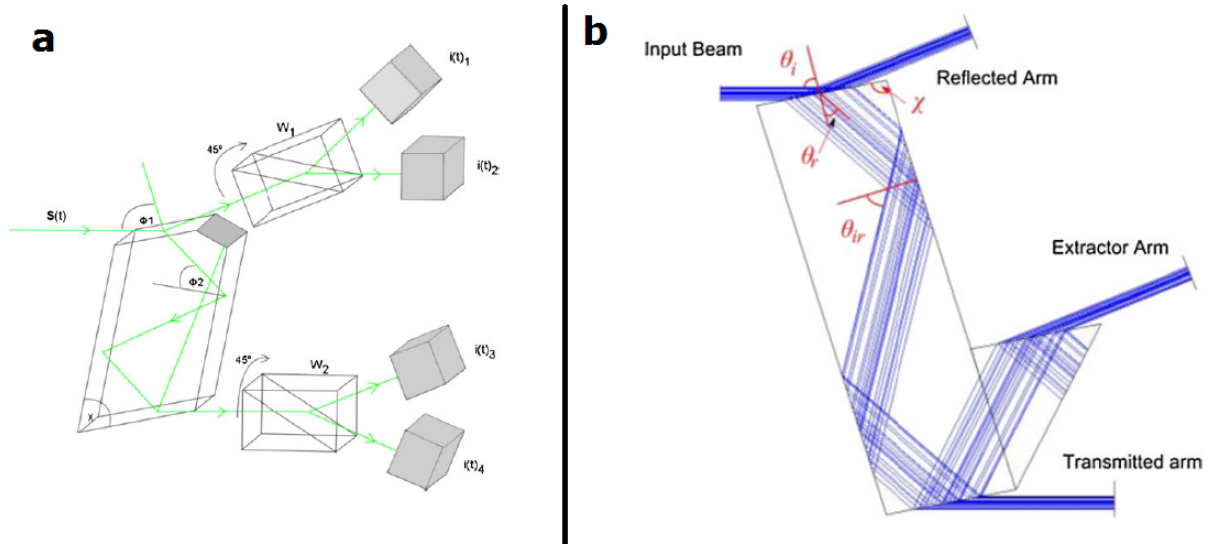 a
i(t)₁
W₁
45°
i(t)₂
S(t)
Φ1
Φ2
i(t)₃
45°
W₂
X
i(t)₄
b
Input Beam
θᵢ
Reflected Arm
χ
θᵣ
θᵢᵣ
Extractor Arm
Transmitted arm